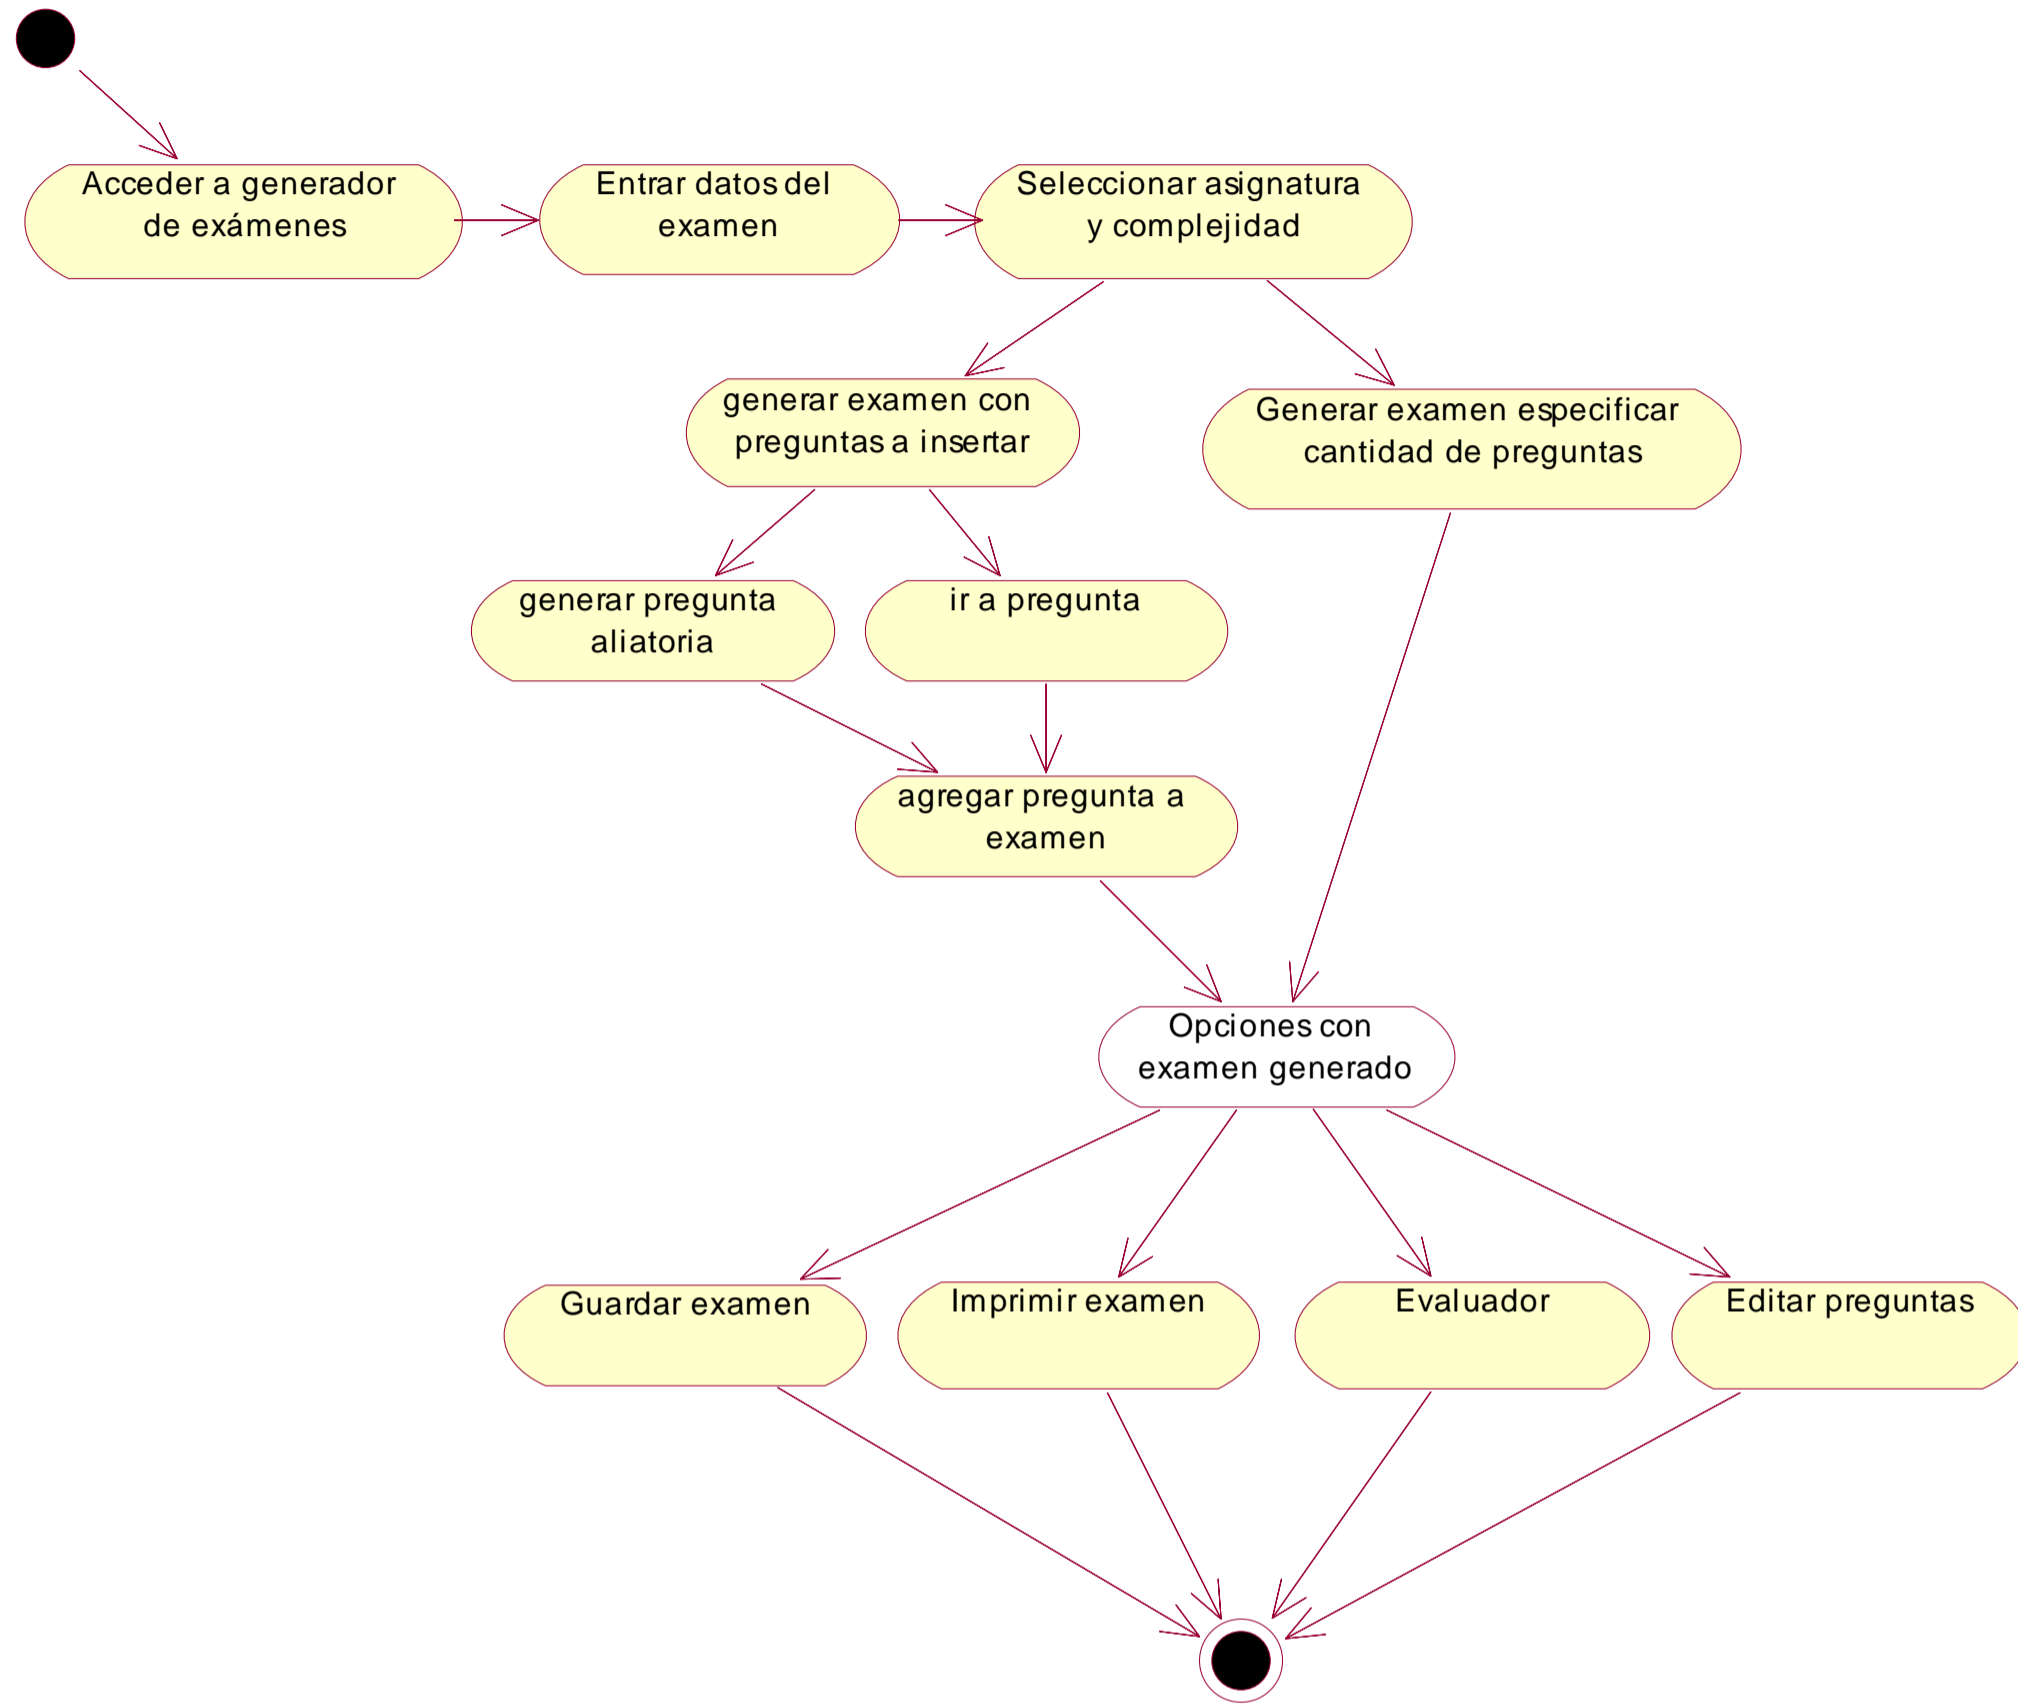 Acceder a generador
de exámenes
Entrar datos del
examen
Seleccionar asignatura
y complejidad
generar examen con
preguntas a insertar
Generar examen especificar
cantidad de preguntas
generar pregunta
aliatoria
ir a pregunta
agregar pregunta a
examen
Opciones con
examen generado
Guardar examen
Imprimir examen
Evaluador
Editar preguntas